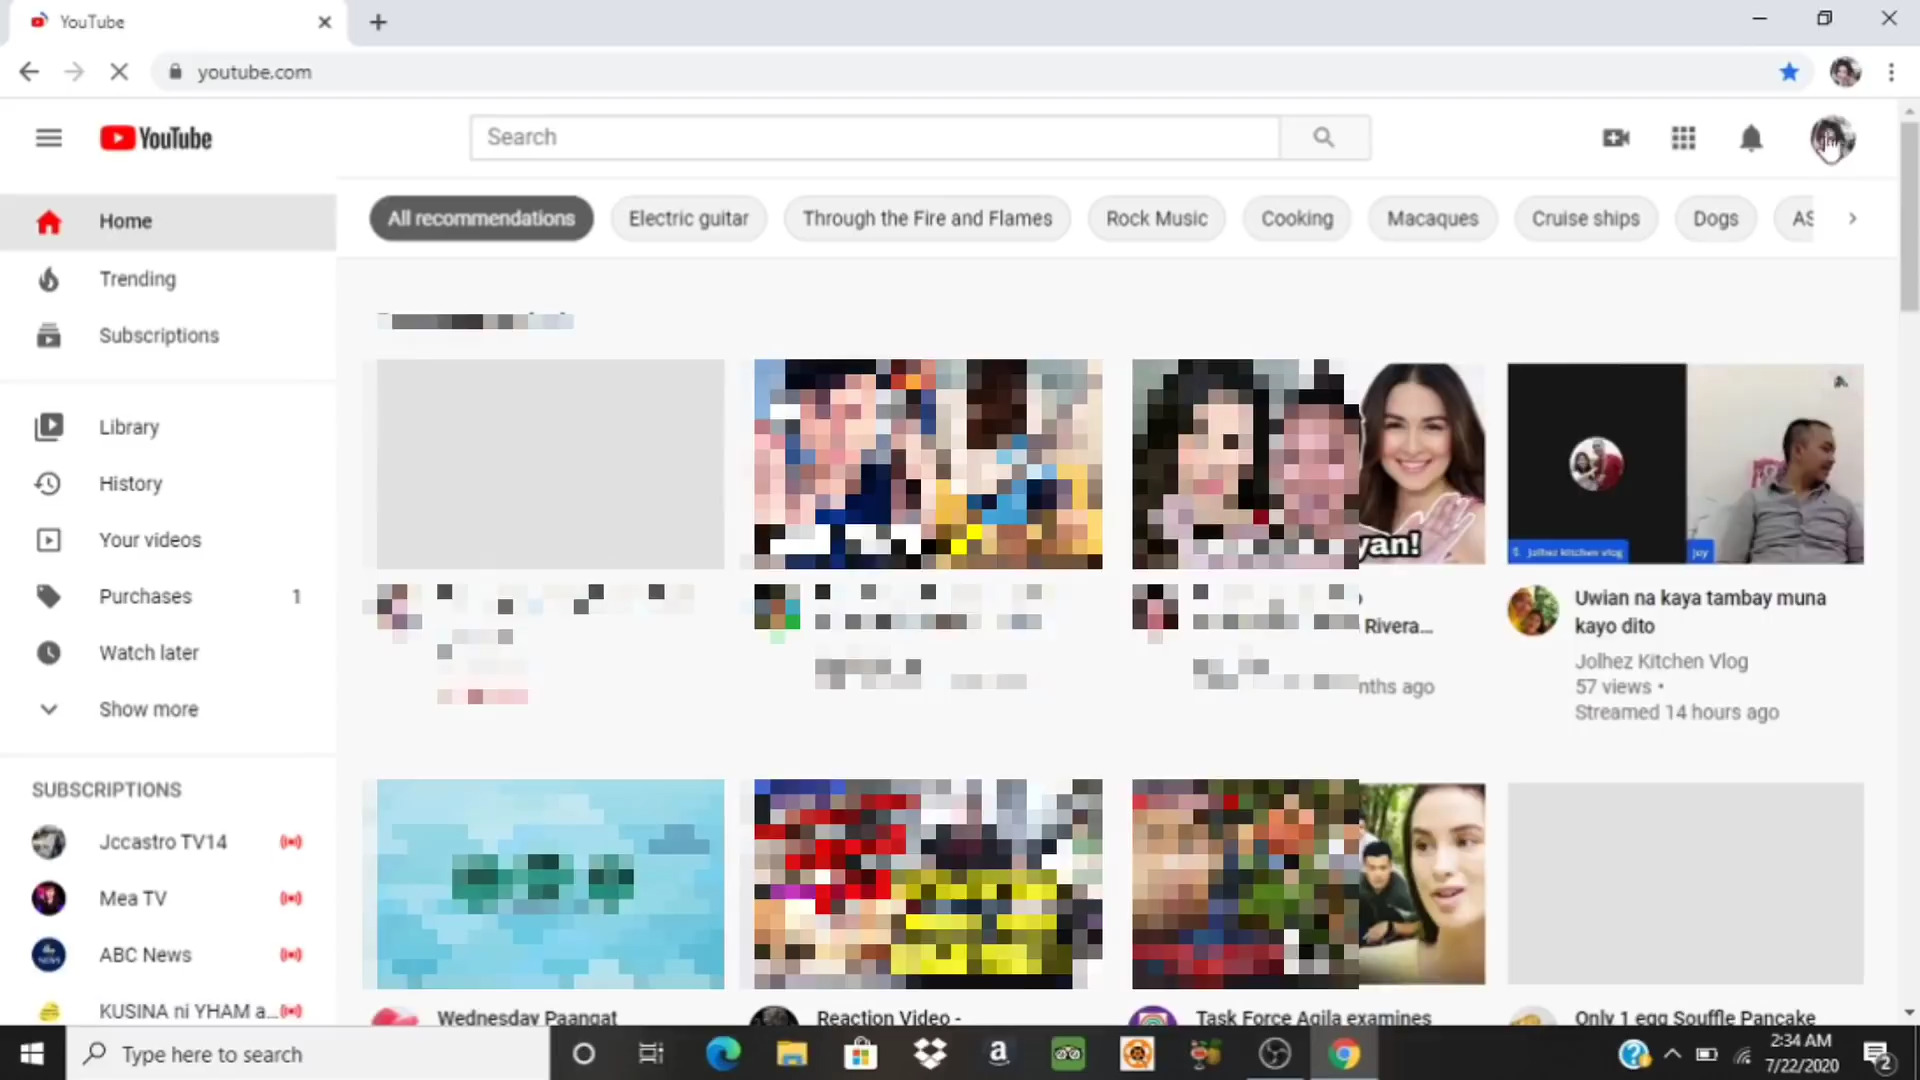 YouTube
youtube.com
YouTube
Search
Home
Trending
Subscriptions
Library
History
Your videos
Purchases 1
Watch later
Show more
SUBSCRIPTIONS
Jccastro TV14
Mea TV
ABC News
KUSINA ni YHAM a...
All recommendations
Electric guitar
Through the Fire and Flames
Rock Music
Cooking
Macaques
Cruise ships
Dogs
AS
yan!
Jolhez kitchen vlog
joy
Rivera...
nths ago
Uwian na kaya tambay muna
kayo dito
Jolhez Kitchen Vlog
57 views •
Streamed 14 hours ago
Wednesday Paangat
Reaction Video -
Task Force Agila examines
Only 1 egg Souffle Pancake
Type here to search
2:34 AM
7/22/2020
2